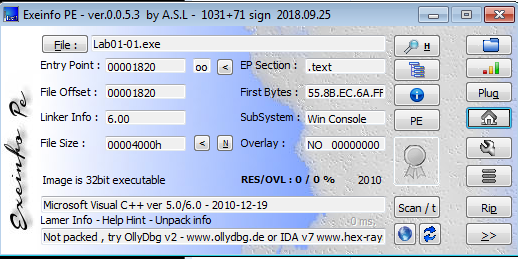 Exeinfo PE - ver.0.0.5.3 by A.S.L - 1031+71 sign 2018.09.25
File : Lab01-01.exe H
Entry Point : 00001820 oo < EP Section : .text
File Offset : 00001820 First Bytes : 55.8B.EC.6A.FF Plug
Linker Info : 6.00 SubSystem : Win Console PE
File Size : 00004000h < N Overlay : NO 00000000
Image is 32bit executable RES/OVL : 0 / 0 % 2010
Microsoft Visual C++ ver 5.0/6.0 - 2010-12-19 Scan / t Rip
Lamer Info - Help Hint - Unpack info 0 ms.
Not packed , try OllyDbg v2 - www.ollydbg.de or IDA v7 www.hex-ray >>
Exeinfo Pe